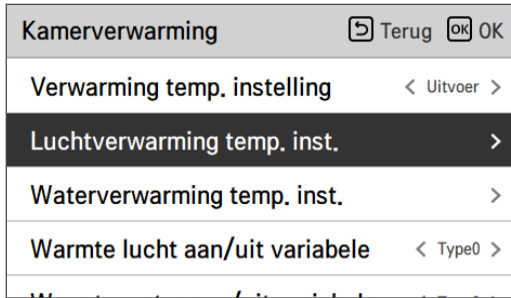 Kamerverwarming Terug OK OK
Verwarming temp. instelling < Uitvoer >
Luchtverwarming temp. inst. >
Waterverwarming temp. inst. >
Warmte lucht aan/uit variabele < Type0 >